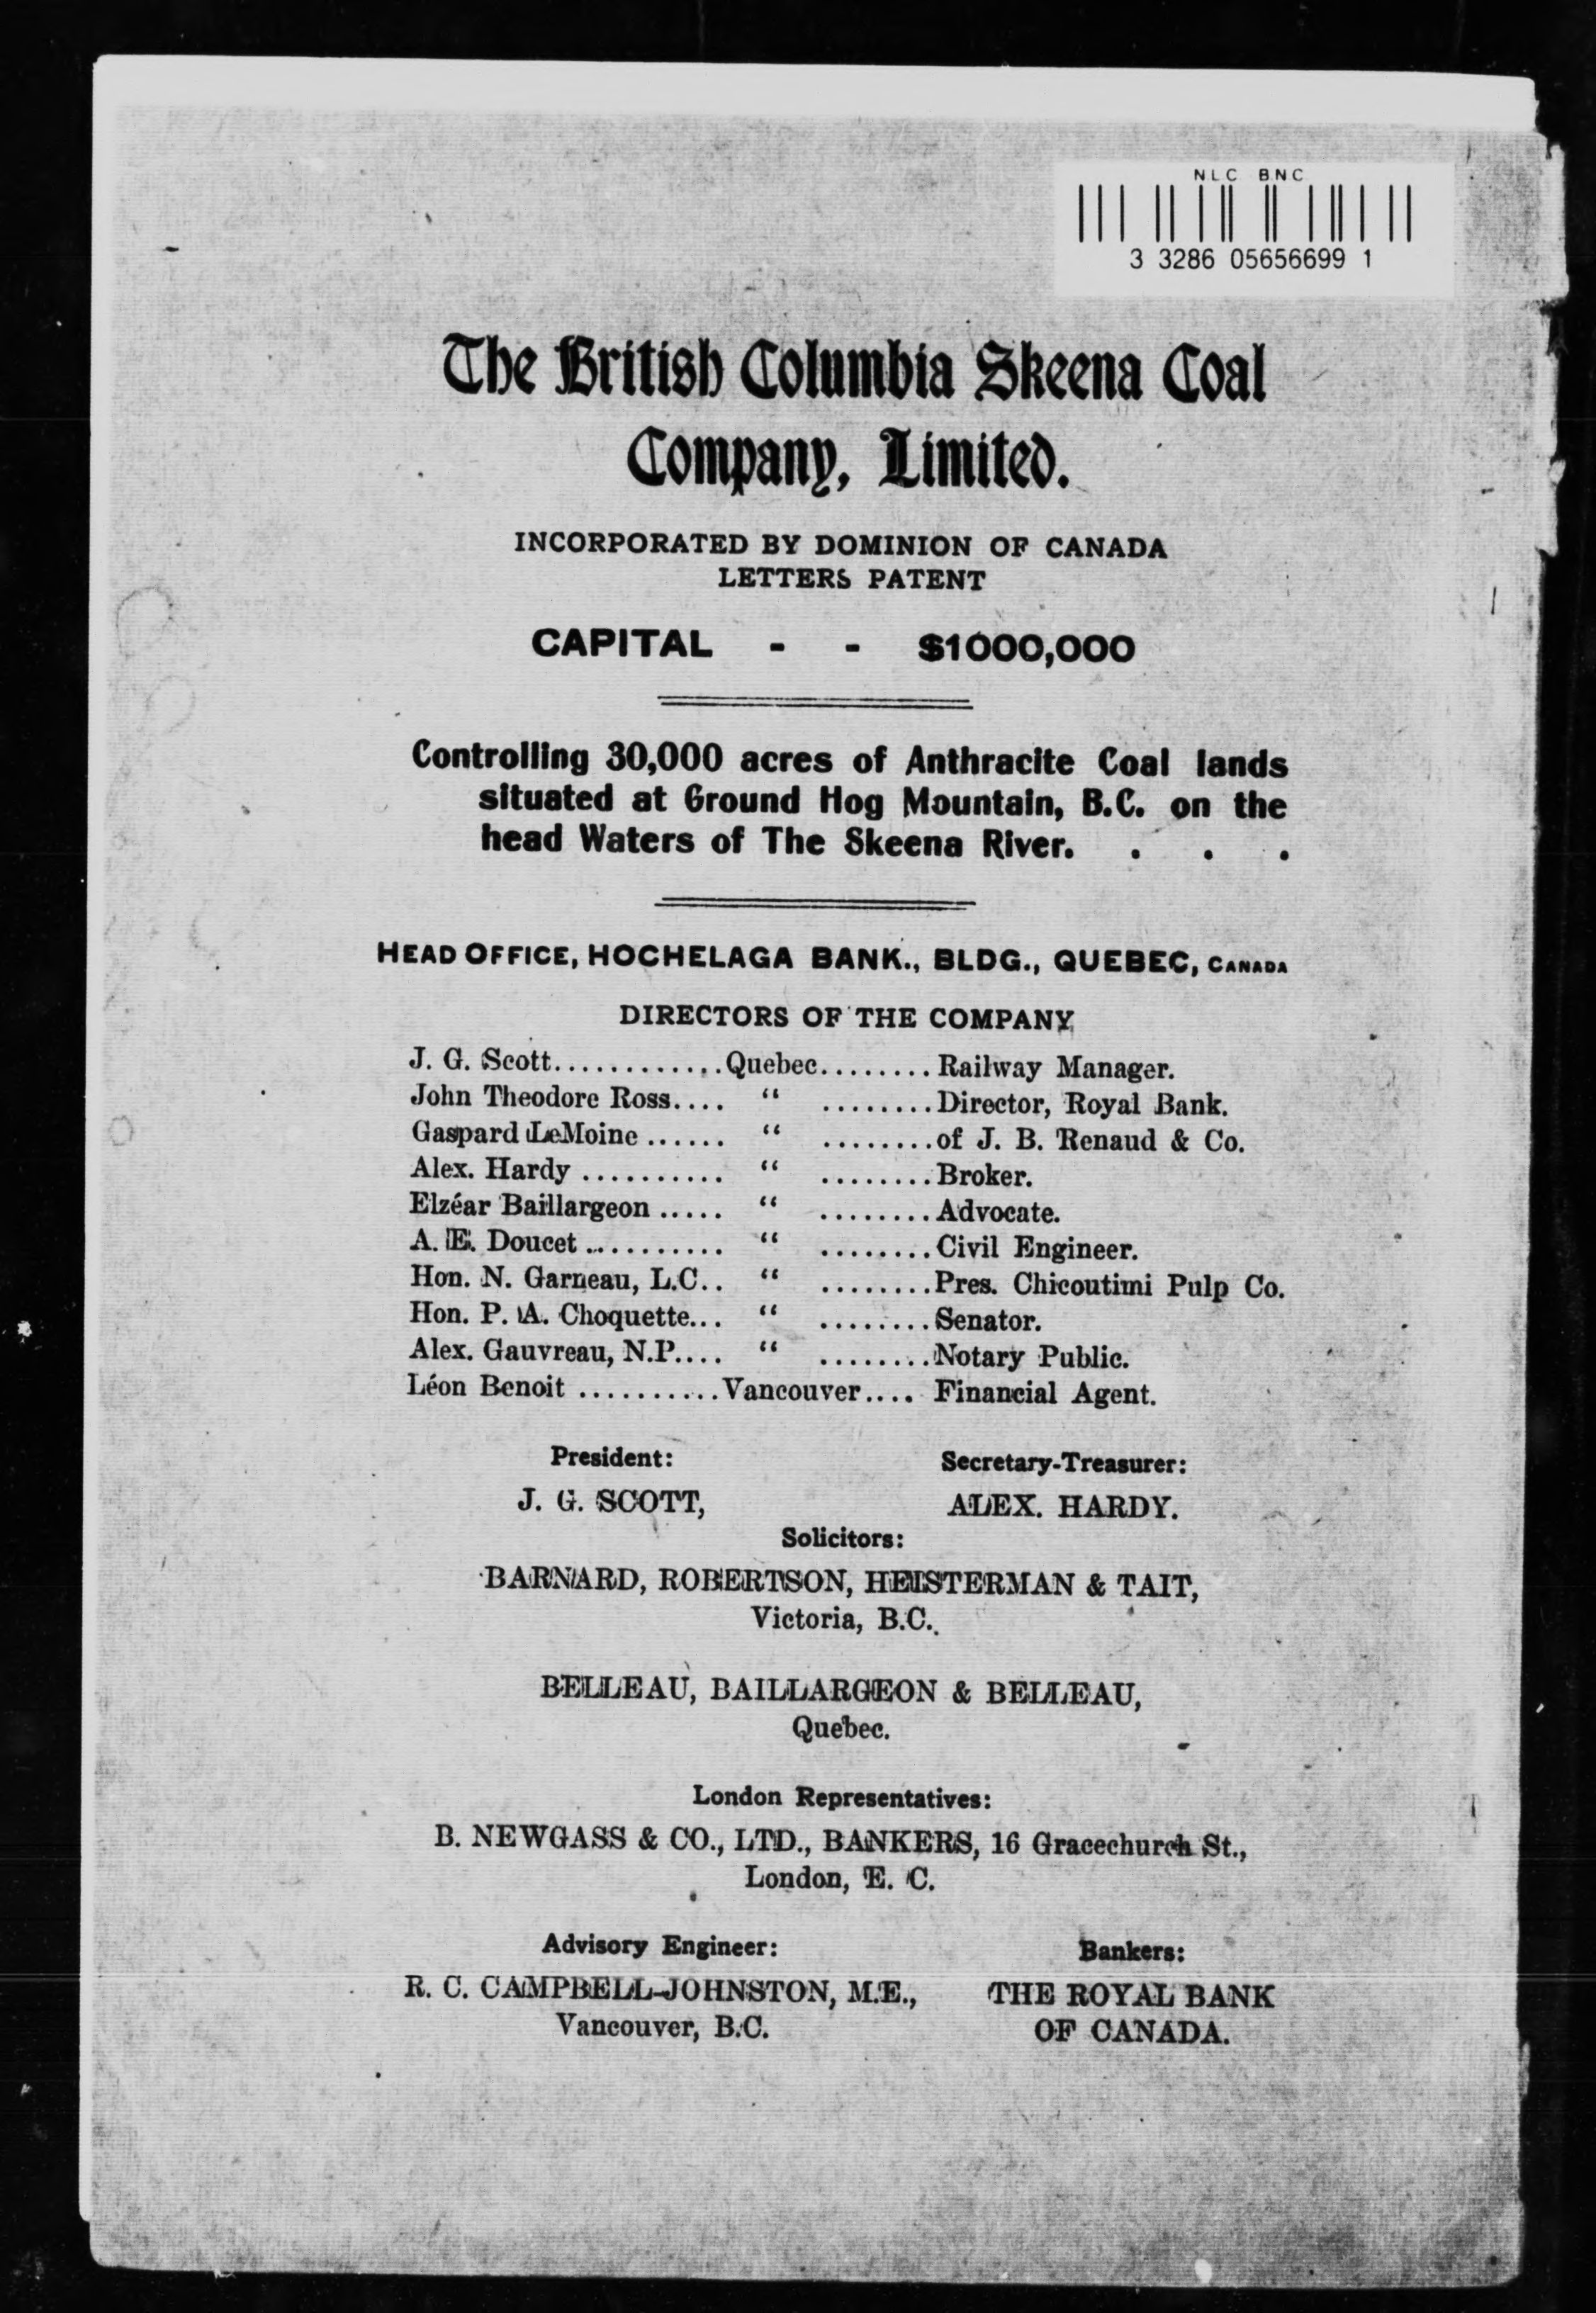 NLC BNC
3 3286 05656699 1
The British Columbia Skeena Coal
Company, Limited.
INCORPORATED BY DOMINION OF CANADA
LETTERS PATENT
CAPITAL - - $1000,000
Controlling 30,000 acres of Anthracite Coal lands
situated at Ground Hog Mountain, B.C. on the
head Waters of The Skeena River. . . .
HEAD OFFICE, HOCHELAGA BANK., BLDG., QUEBEC, CANADA
DIRECTORS OF THE COMPANY
J. G. Scott.............Quebec........Railway Manager.
John Theodore Ross.... “ ........Director, Royal Bank.
Gaspard LeMoine ...... “ ........of J. B. Renaud & Co.
Alex. Hardy ........... “ ........Broker.
Elzéar Baillargeon ..... “ ........Advocate.
A. E. Doucet........... “ ........Civil Engineer.
Hon. N. Garneau, L.C.. “ ........Pres. Chicoutimi Pulp Co.
Hon. P. A. Choquette... “ ........Senator.
Alex. Gauvreau, N.P.... “ ........Notary Public.
Léon Benoit ..........Vancouver.... Financial Agent.
President: Secretary-Treasurer:
J. G. SCOTT, ALEX. HARDY.
Solicitors:
BARNARD, ROBERTSON, HEISTERMAN & TAIT,
Victoria, B.C.
BELLEAU, BAILLARGEON & BELLEAU,
Quebec.
London Representatives:
B. NEWGASS & CO., LTD., BANKERS, 16 Gracechurch St.,
London, E. C.
Advisory Engineer: Bankers:
R. C. CAMPBELL-JOHNSTON, M.E., THE ROYAL BANK
Vancouver, B.C. OF CANADA.